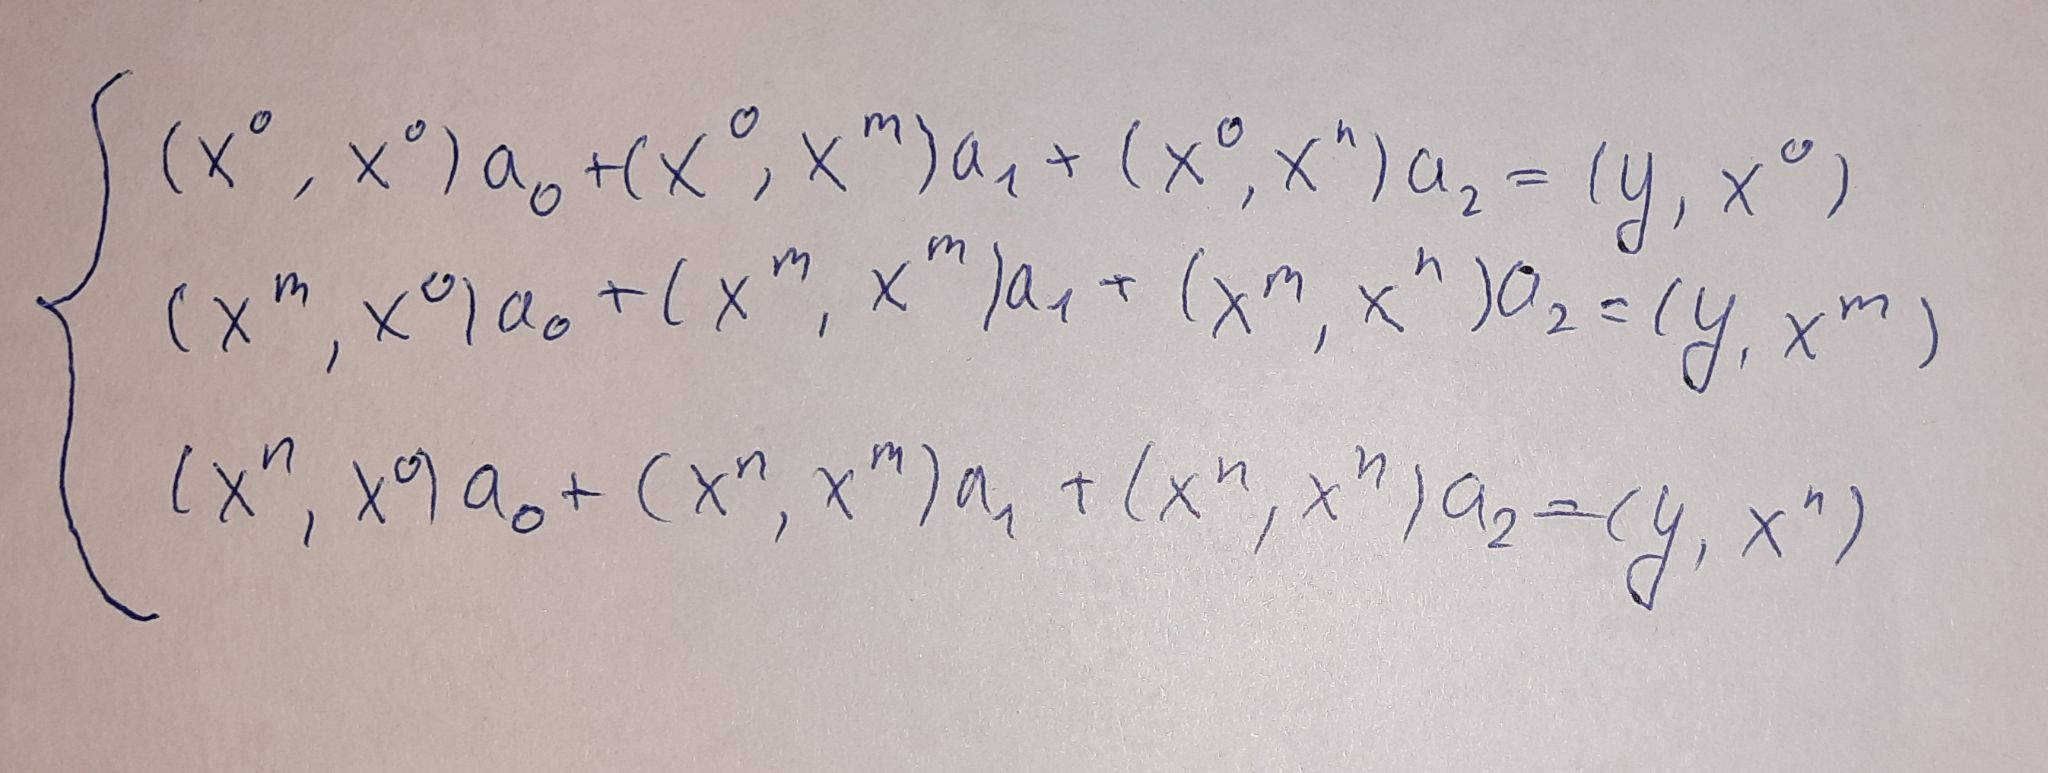 (x⁰, x⁰) a₀ + (x⁰, xᵐ) a₁ + (x⁰, xⁿ) a₂ = (y, x⁰)
(xᵐ, x⁰) a₀ + (xᵐ, xᵐ) a₁ + (xᵐ, xⁿ) a₂ = (y, xᵐ)
(xⁿ, x⁰) a₀ + (xⁿ, xᵐ) a₁ + (xⁿ, xⁿ) a₂ = (y, xⁿ)